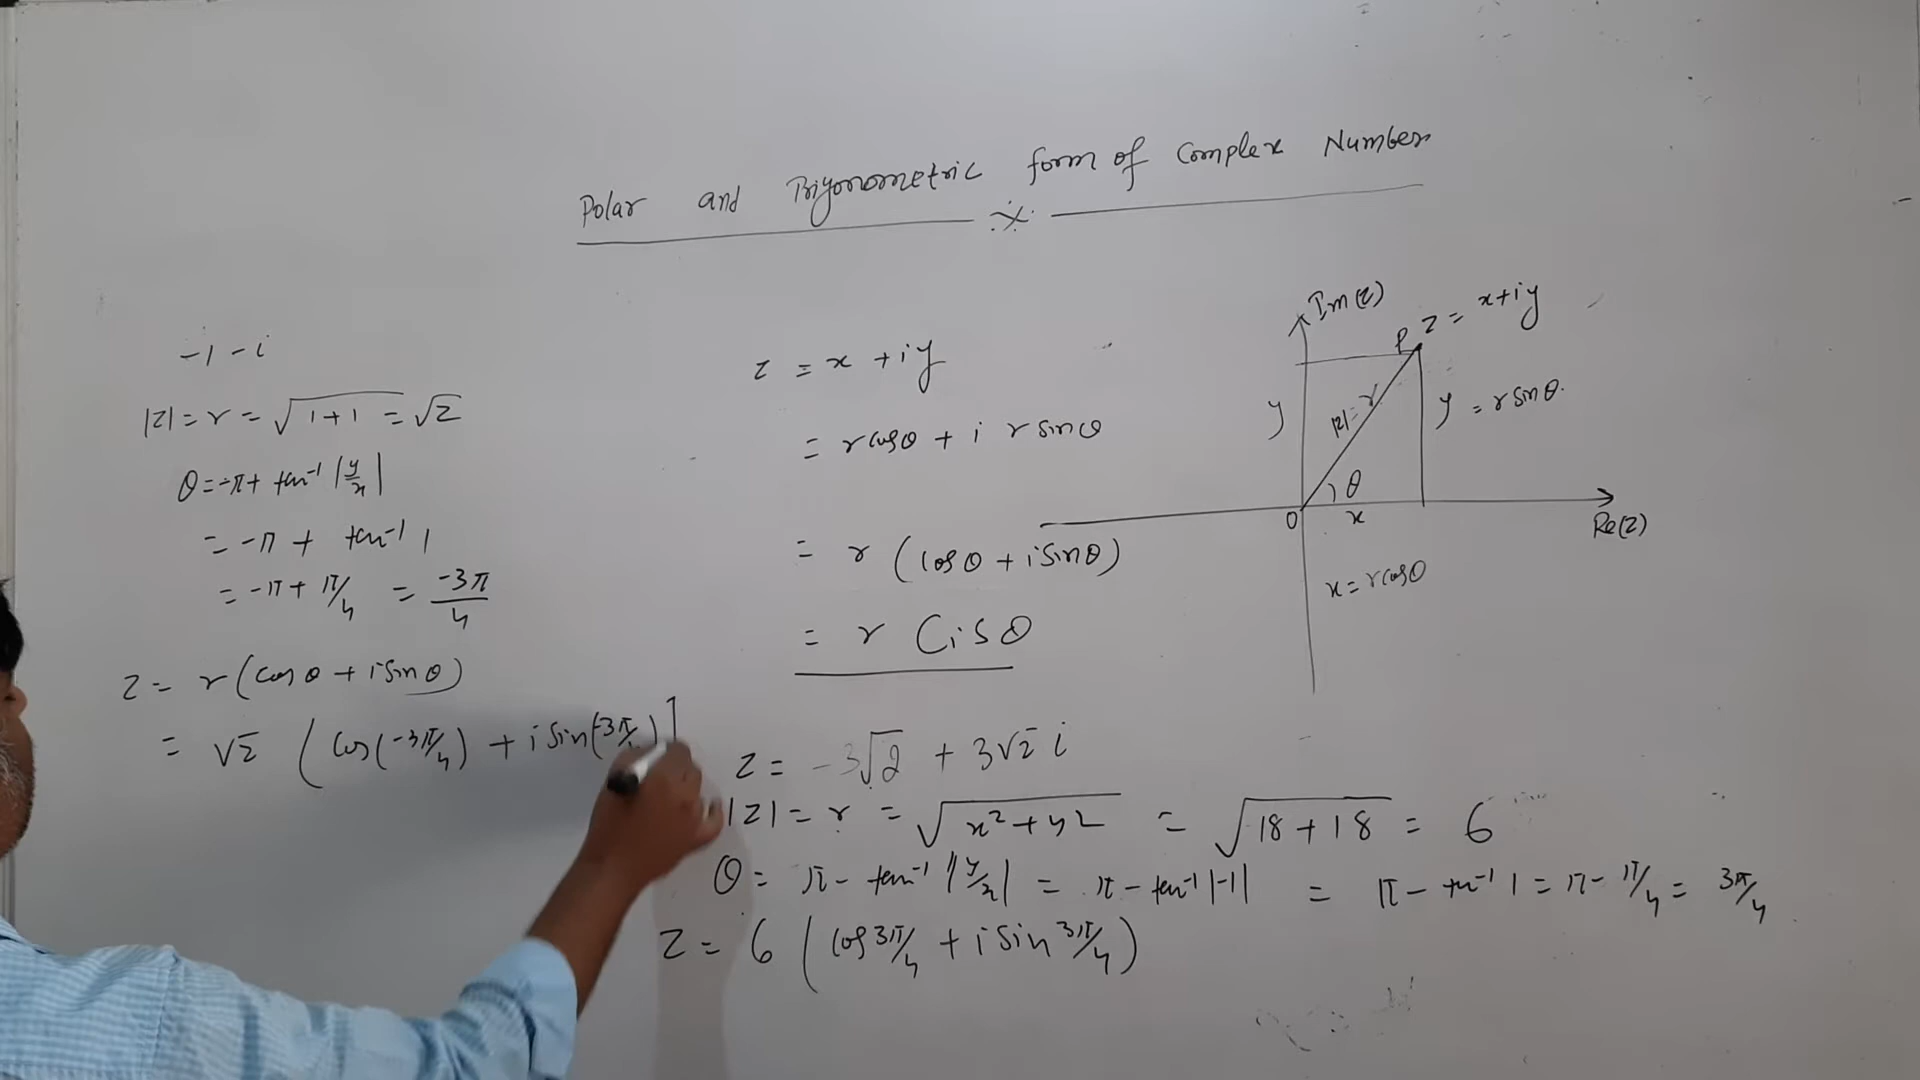 Polar and Trigonometric form of Complex Number
-1 - i
|z| = r = √(1+1) = √2
θ = -π + tan⁻¹ |y/x|
= -π + tan⁻¹ 1
= -π + π/4 = -3π/4
z = r (cos θ + i sin θ)
= √2 ( cos(-3π/4) + i sin(-3π/4) ]
z = x + iy
= r cos θ + i r sin θ
= r (cos θ + i sin θ)
= r Cis θ
Im(z)
P z = x+iy
y
|z| = r
y = r sin θ.
θ
O
x
Re(z)
x = r cos θ
z = -3√2 + 3√2 i
|z| = r = √(x² + y2) = √(18+18) = 6
θ = π - tan⁻¹ |y/x| = π - tan⁻¹ |-1| = π - tan⁻¹ 1 = π - π/4 = 3π/4
z = 6 ( cos 3π/4 + i sin 3π/4 )